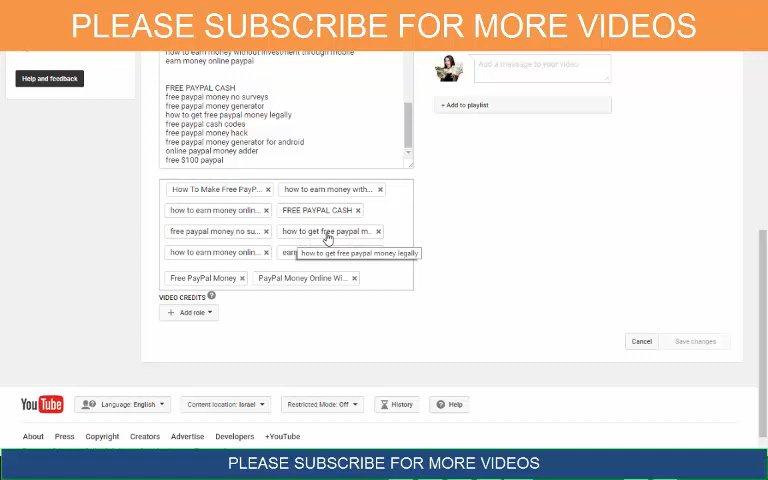 PLEASE SUBSCRIBE FOR MORE VIDEOS
how to earn money without investment through mobile
earn money online paypal
Help and feedback
Add a message to your video
FREE PAYPAL CASH
free paypal money no surveys
free paypal money generator
how to get free paypal money legally
free paypal cash codes
free paypal money hack
free paypal money generator for android
online paypal money adder
free $100 paypal
+ Add to playlist
How To Make Free PayP... ×
how to earn money with... ×
how to earn money onlin... ×
FREE PAYPAL CASH ×
free paypal money no su... ×
how to get free paypal m... ×
how to earn money onlin... ×
how to get free paypal money legally
Free PayPal Money ×
PayPal Money Online Wi... ×
VIDEO CREDITS ?
+ Add role
Cancel
Save changes
YouTube
Language: English
Content location: Israel
Restricted Mode: Off
History
Help
About Press Copyright Creators Advertise Developers +YouTube
PLEASE SUBSCRIBE FOR MORE VIDEOS